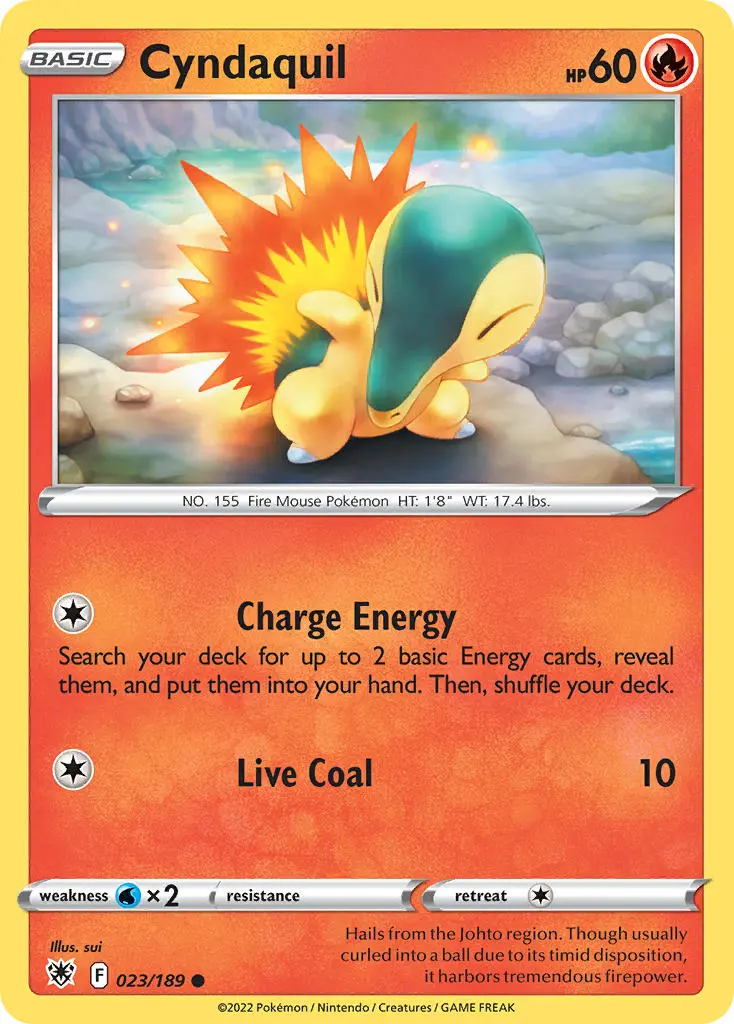 BASIC Cyndaquil HP60
NO. 155 Fire Mouse Pokémon HT: 1'8" WT: 17.4 lbs.
Charge Energy
Search your deck for up to 2 basic Energy cards, reveal
them, and put them into your hand. Then, shuffle your deck.
Live Coal 10
weakness ×2 resistance retreat
Illus. sui
Hails from the Johto region. Though usually
curled into a ball due to its timid disposition,
it harbors tremendous firepower.
F 023/189
©2022 Pokémon / Nintendo / Creatures / GAME FREAK